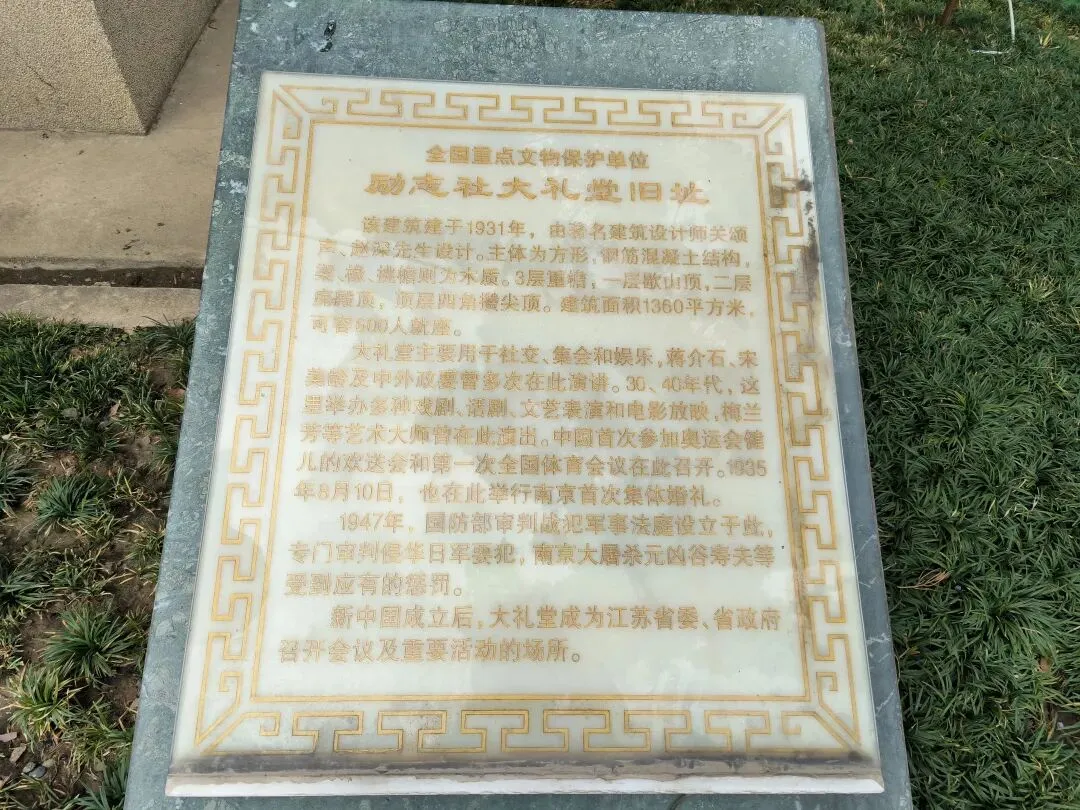 全国重点文物保护单位
励志社大礼堂旧址
该建筑建于1931年，由著名建筑设计师关颂
声、赵深先生设计。主体为方形，钢筋混凝土结构，
梁、椽、挑檐则为木质。3层重檐，一层歇山顶，二层
庑殿顶，顶层四角攒尖顶。建筑面积1360平方米，
可容500人就座。
大礼堂主要用于社交、集会和娱乐，蒋介石、宋
美龄及中外政要曾多次在此演讲。30、40年代，这
里举办多种戏剧、话剧、文艺表演和电影放映，梅兰
芳等艺术大师曾在此演出。中国首次参加奥运会健
儿的欢送会和第一次全国体育会议在此召开。1935
年8月10日，也在此举行南京首次集体婚礼。
1947年，国防部审判战犯军事法庭设立于此，
专门审判侵华日军要犯，南京大屠杀元凶谷寿夫等
受到应有的惩罚。
新中国成立后，大礼堂成为江苏省委、省政府
召开会议及重要活动的场所。